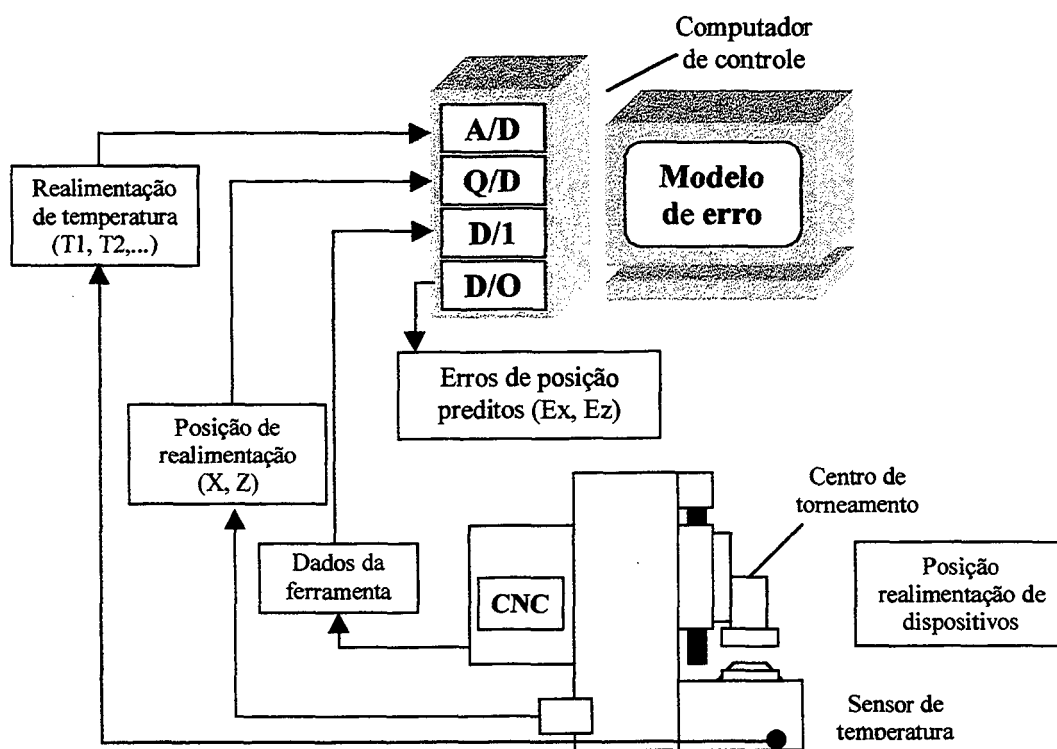 Computador
de controle
A/D
Q/D
D/1
D/O
Modelo
de erro
Realimentação
de temperatura
(T1, T2,...)
Erros de posição
preditos (Ex, Ez)
Posição de
realimentação
(X, Z)
Centro de
torneamento
Dados da
ferramenta
CNC
Posição
realimentação de
dispositivos
Sensor de
temperatura